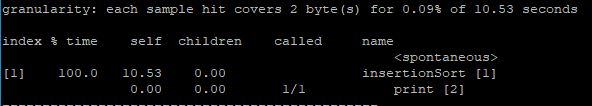 granularity: each sample hit covers 2 byte(s) for 0.09% of 10.53 seconds
index % time self children called name
<spontaneous>
[1] 100.0 10.53 0.00 insertionSort [1]
0.00 0.00 1/1 print [2]
-----------------------------------------------